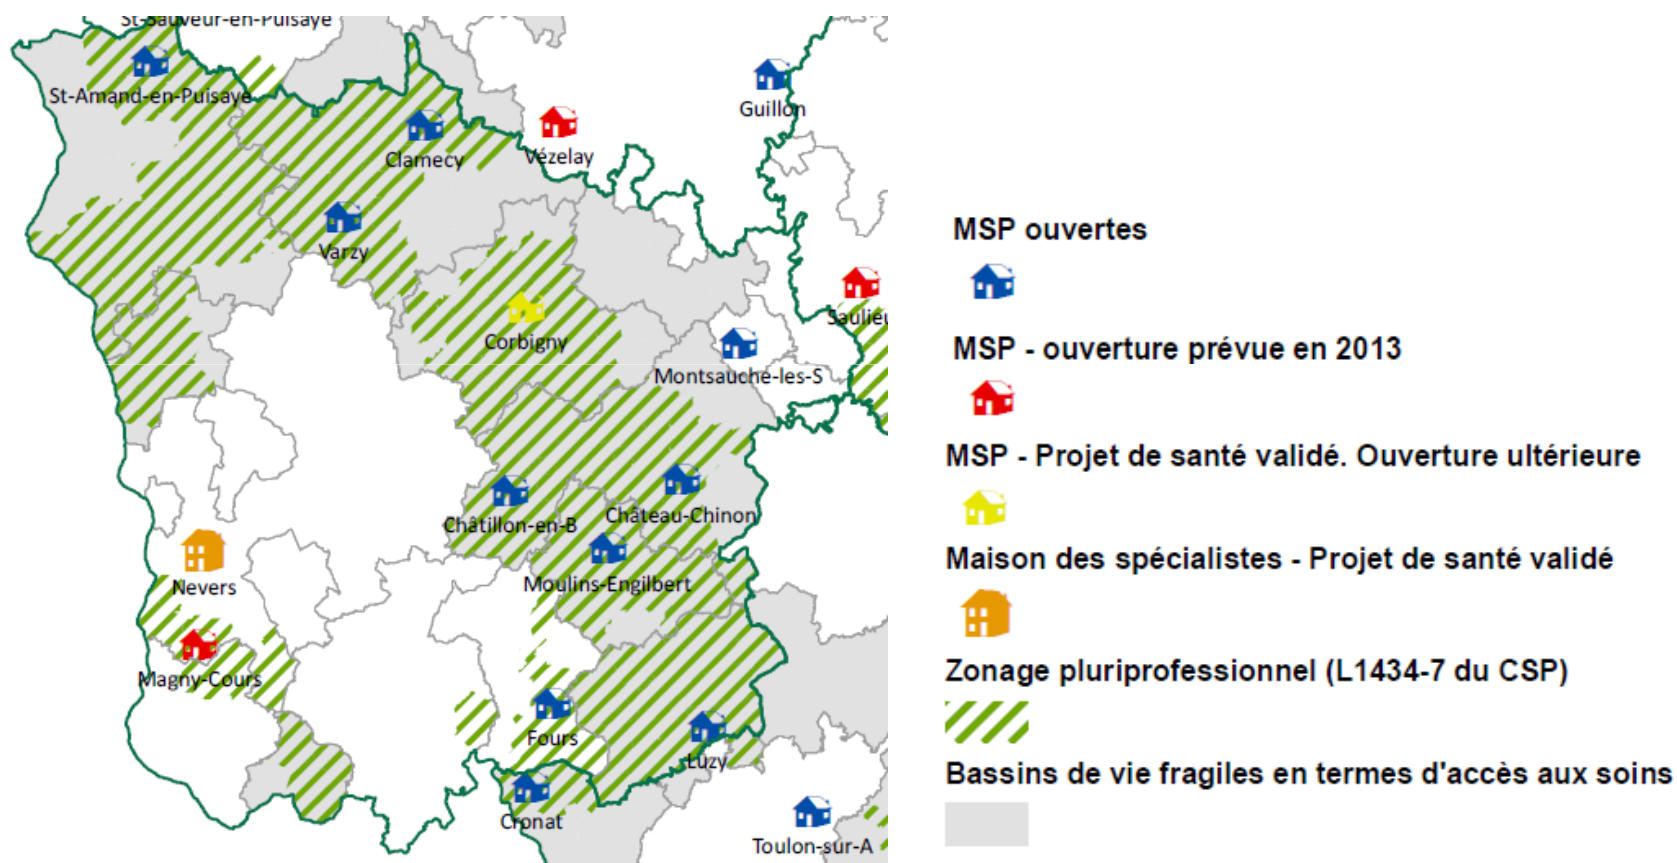 St-Sauveur-en-Puisaye
St-Amand-en-Puisaye
Guillon
Clamecy
Vézelay
Varzy
Saulieu
Corbigny
Montsauche-les-S
Châtillon-en-B
Château-Chinon
Moulins-Engilbert
Nevers
Magny-Cours
Fours
Luzy
Cronat
Toulon-sur-A
MSP ouvertes
MSP - ouverture prévue en 2013
MSP - Projet de santé validé. Ouverture ultérieure
Maison des spécialistes - Projet de santé validé
Zonage pluriprofessionnel (L1434-7 du CSP)
Bassins de vie fragiles en termes d'accès aux soins